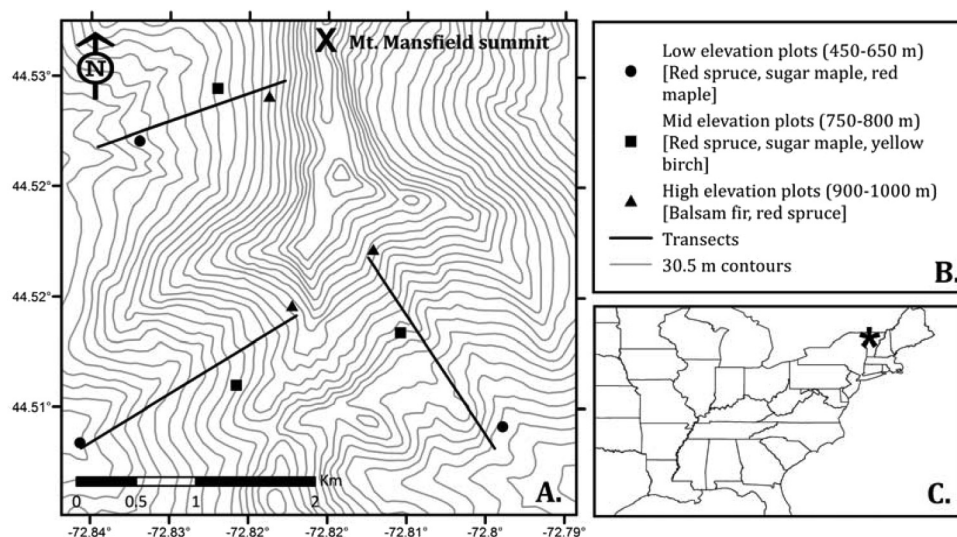 X Mt. Mansfield summit
N
44.53
44.52
44.52
44.51
Km
0 0.5 1 2
A.
-72.84 -72.83 -72.82 -72.82 -72.81 -72.8 -72.79
Low elevation plots (450-650 m)
[Red spruce, sugar maple, red
maple]
Mid elevation plots (750-800 m)
[Red spruce, sugar maple, yellow
birch]
High elevation plots (900-1000 m)
[Balsam fir, red spruce]
Transects
30.5 m contours
B.
*
C.